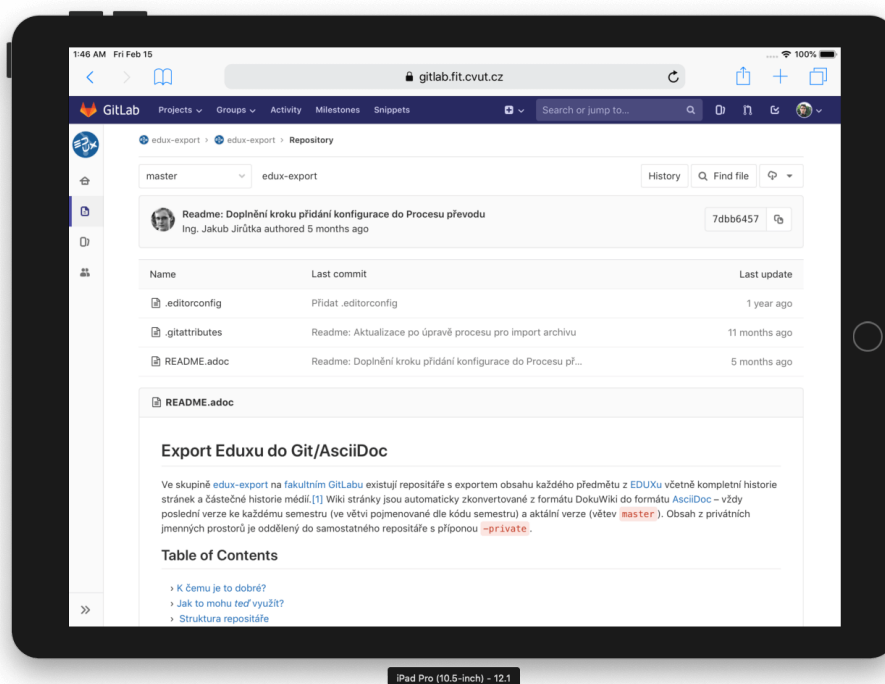 1:46 AM Fri Feb 15
100%
gitlab.fit.cvut.cz
GitLab Projects Groups Activity Milestones Snippets Search or jump to...
edux-export › edux-export › Repository
master edux-export History Find file
Readme: Doplnění kroku přidání konfigurace do Procesu převodu
Ing. Jakub Jirůtka authored 5 months ago
7dbb6457
Name Last commit Last update
.editorconfig Přidat .editorconfig 1 year ago
.gitattributes Readme: Aktualizace po úpravě procesu pro import archivu 11 months ago
README.adoc Readme: Doplnění kroku přidání konfigurace do Procesu př... 5 months ago
README.adoc
Export Eduxu do Git/AsciiDoc
Ve skupině edux-export na fakultním GitLabu existují repositáře s exportem obsahu každého předmětu z EDUXu včetně kompletní historie
stránek a částečné historie médií.[1] Wiki stránky jsou automaticky zkonvertované z formátu DokuWiki do formátu AsciiDoc – vždy
poslední verze ke každému semestru (ve větvi pojmenované dle kódu semestru) a aktální verze (větev master). Obsah z privátních
jmenných prostorů je oddělený do samostatného repositáře s příponou -private.
Table of Contents
› K čemu je to dobré?
› Jak to mohu teď využít?
› Struktura repositáře
iPad Pro (10.5-inch) - 12.1